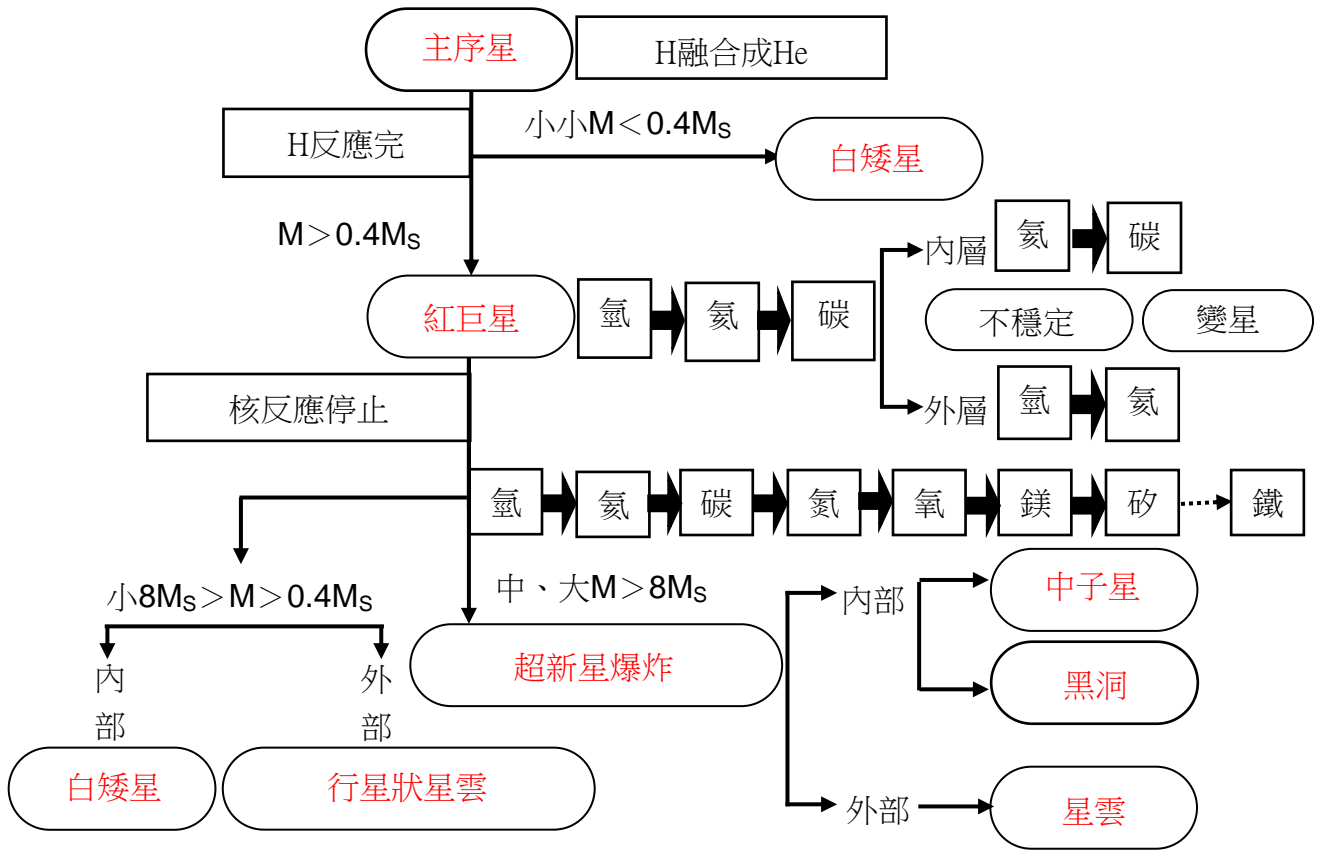 主序星
H融合成He
H反應完
小小M＜0.4MS
白矮星
M＞0.4MS
紅巨星
氫
氦
碳
內層
氦
碳
不穩定
變星
外層
氫
氦
核反應停止
氫
氦
碳
氮
氧
鎂
矽
鐵
小8MS＞M＞0.4MS
中、大M＞8MS
內部
外部
白矮星
行星狀星雲
超新星爆炸
內部
中子星
黑洞
外部
星雲